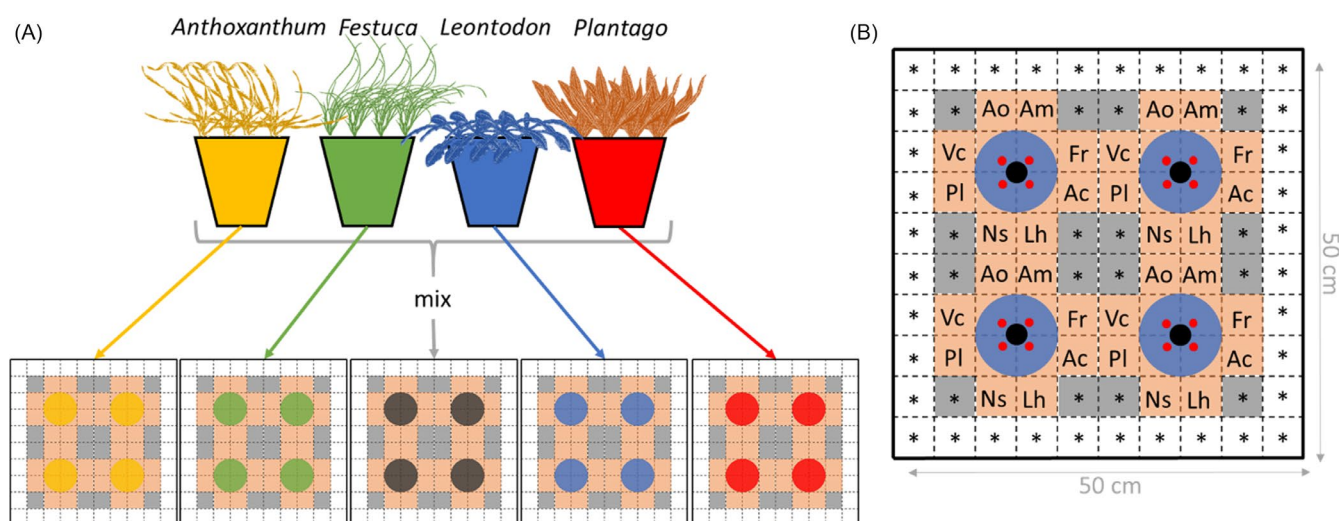 (A)
Anthoxanthum Festuca Leontodon Plantago
mix
(B)
* * * * * * * * * *
* * Ao Am * * Ao Am * *
* Vc Fr Vc Fr *
* Pl Ac Pl Ac *
* * Ns Lh * * Ns Lh * *
* * Ao Am * * Ao Am * *
* Vc Fr Vc Fr *
* Pl Ac Pl Ac *
* * Ns Lh * * Ns Lh * *
* * * * * * * * * *
50 cm
50 cm